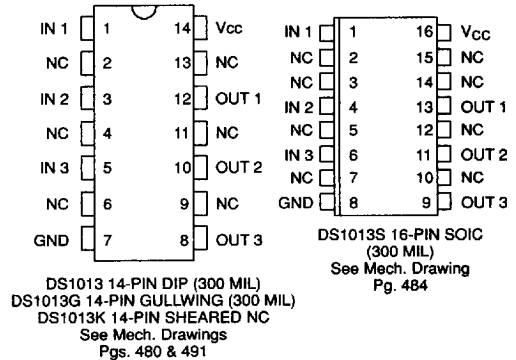 IN 1 1 14 Vcc
NC 2 13 NC
IN 2 3 12 OUT 1
NC 4 11 NC
IN 3 5 10 OUT 2
NC 6 9 NC
GND 7 8 OUT 3
DS1013 14-PIN DIP (300 MIL)
DS1013G 14-PIN GULLWING (300 MIL)
DS1013K 14-PIN SHEARED NC
See Mech. Drawings
Pgs. 480 & 491
IN 1 1 16 VCC
NC 2 15 NC
NC 3 14 NC
IN 2 4 13 OUT 1
NC 5 12 NC
IN 3 6 11 OUT 2
NC 7 10 NC
GND 8 9 OUT 3
DS1013S 16-PIN SOIC
(300 MIL)
See Mech. Drawing
Pg. 484